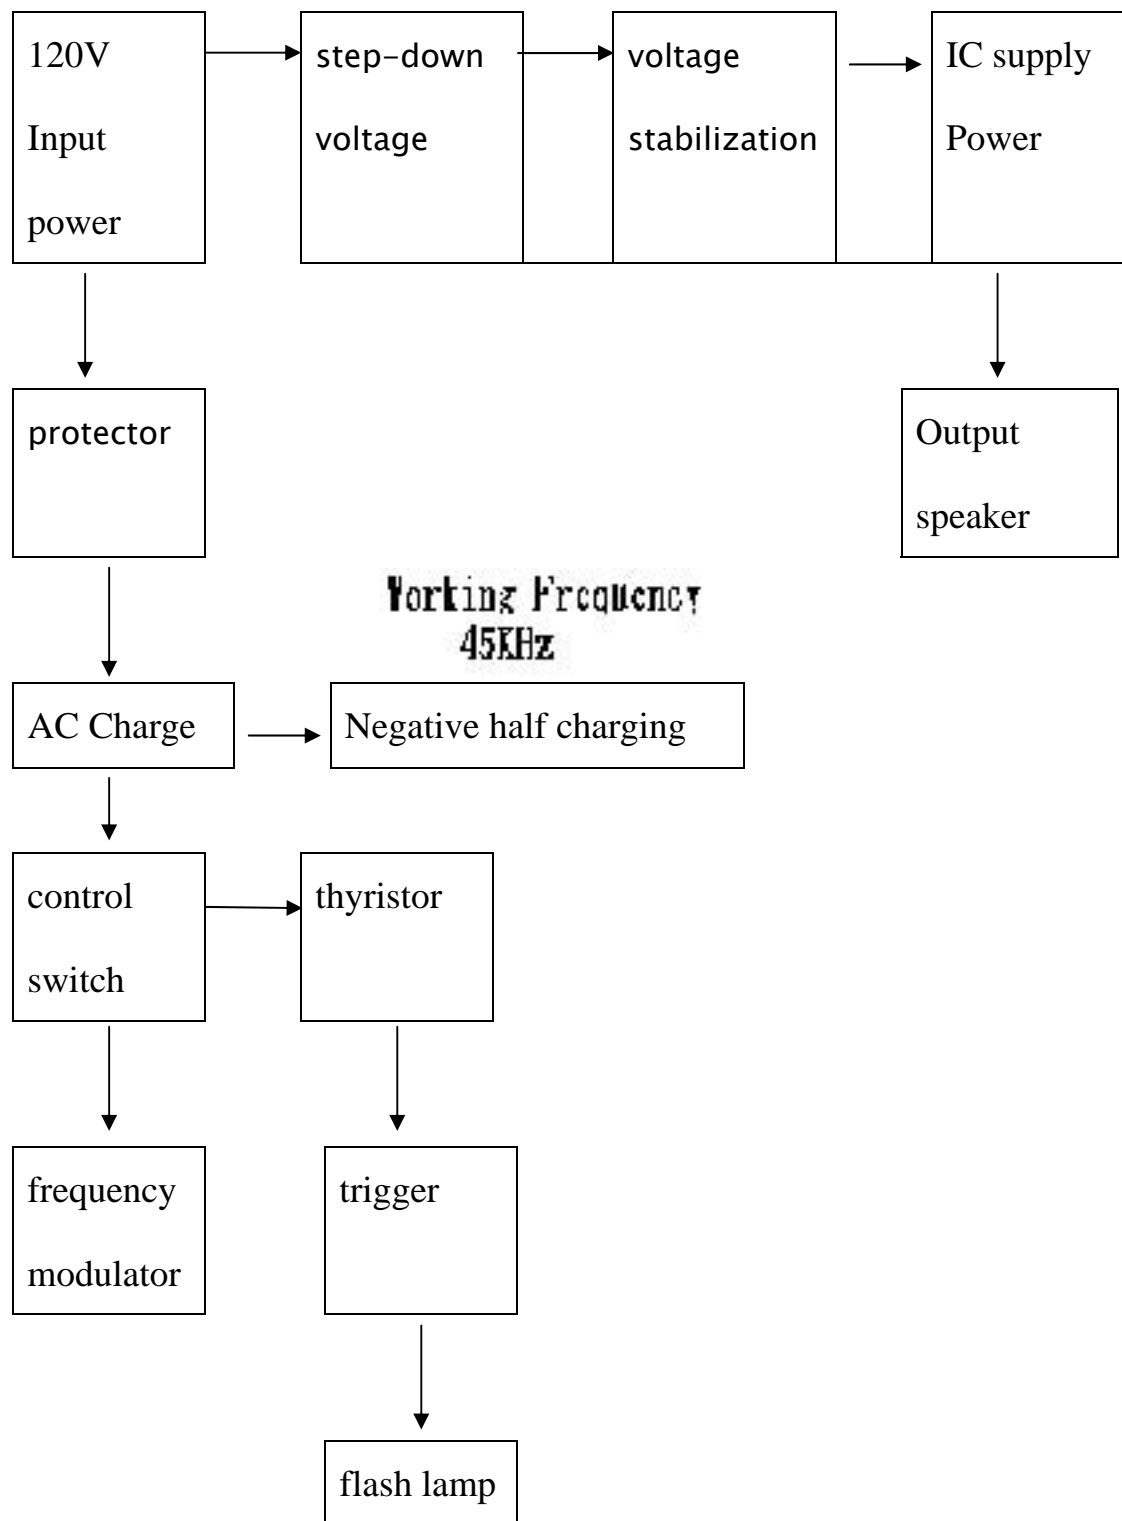 120V
Input
power
step-down
voltage
voltage
stabilization
IC supply
Power
protector
Output
speaker
Working Frequency
45KHz
AC Charge
Negative half charging
control
switch
thyristor
frequency
modulator
trigger
flash lamp